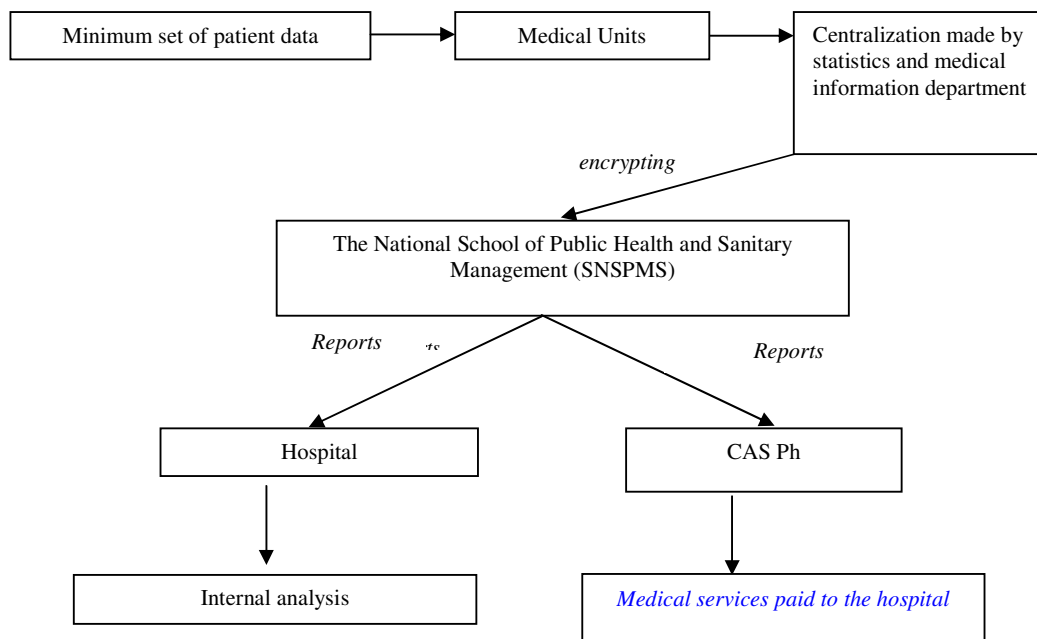 Minimum set of patient data
Medical Units
Centralization made by
statistics and medical
information department
encrypting
The National School of Public Health and Sanitary
Management (SNSPMS)
Reports
Reports
Hospital
CAS Ph
Internal analysis
Medical services paid to the hospital